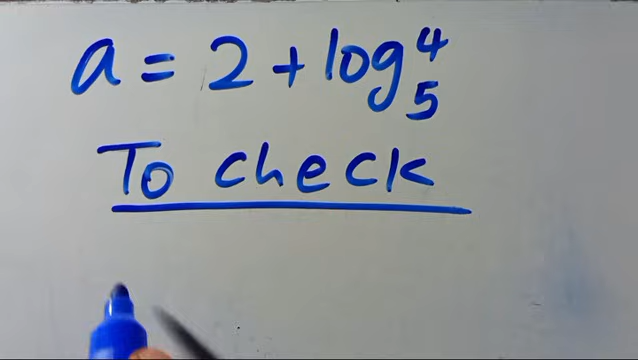 a = 2 + log₅⁴
To check